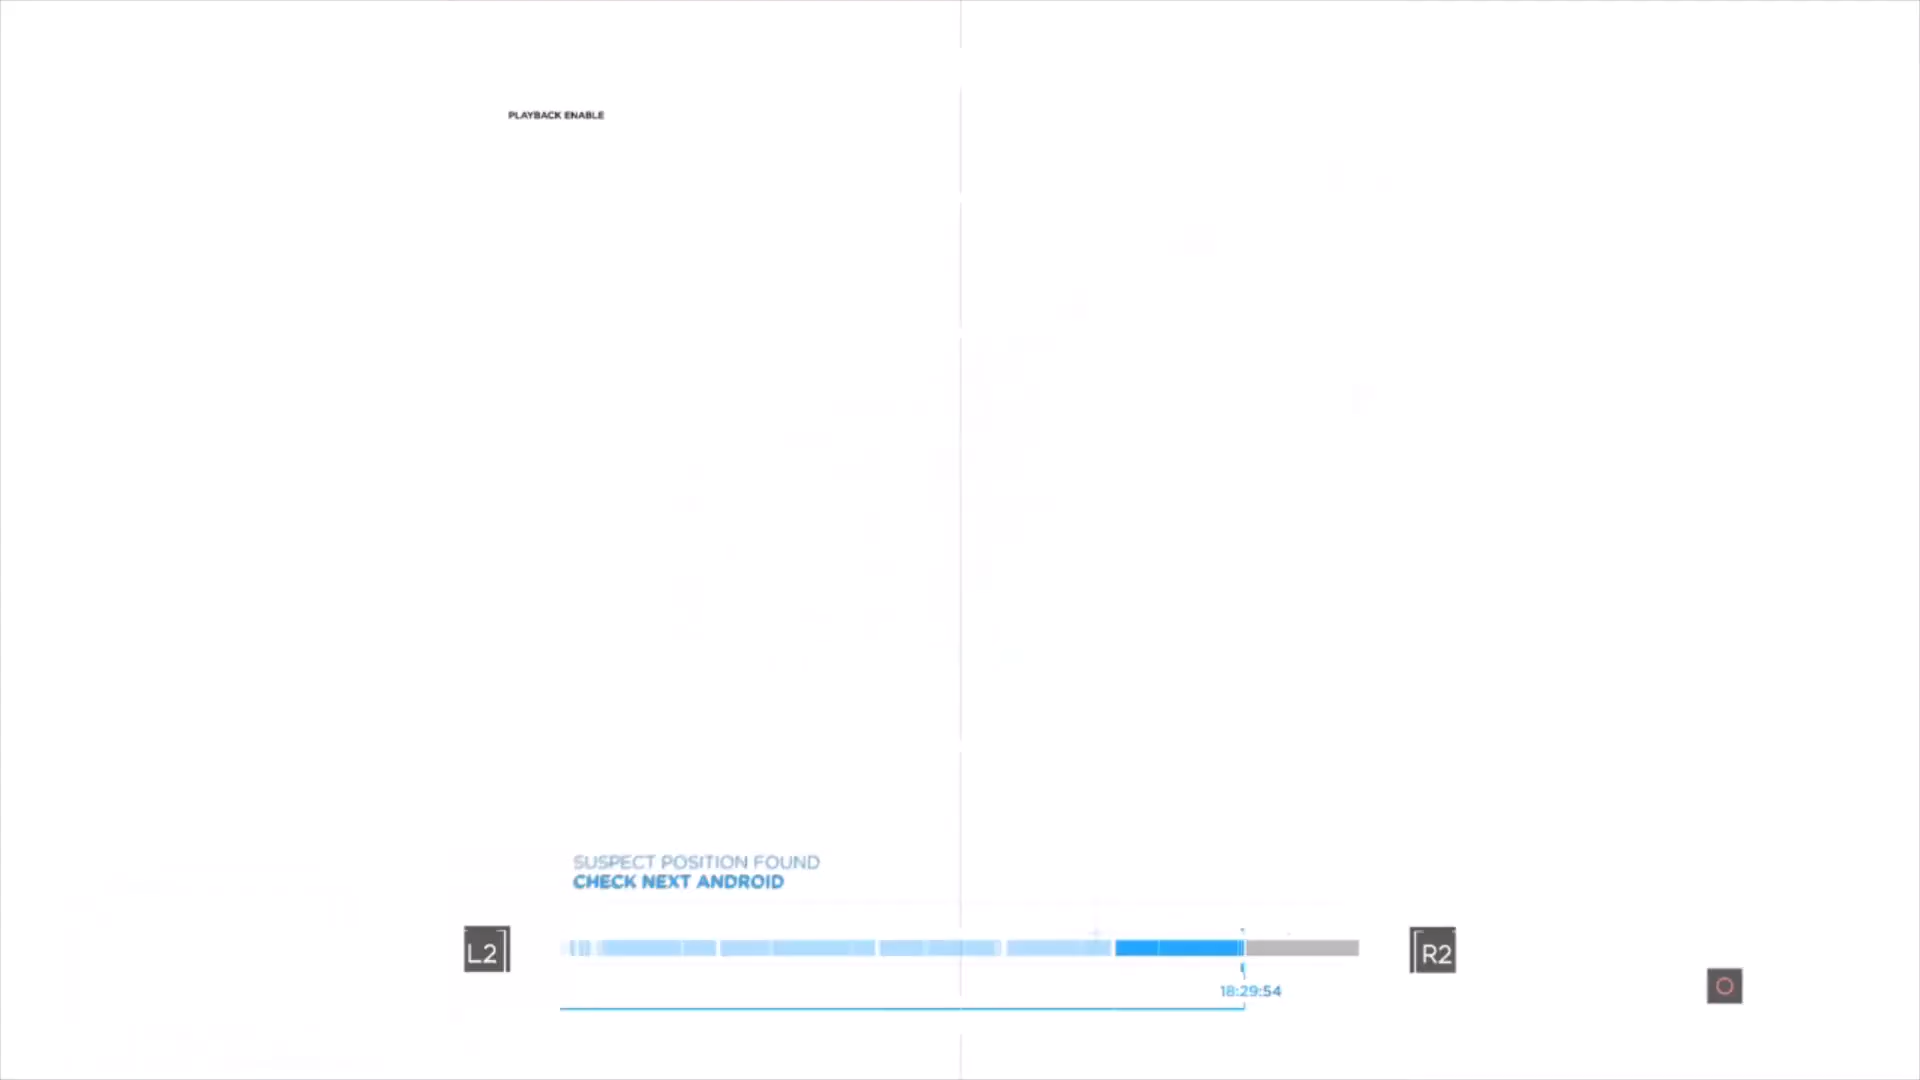 PLAYBACK ENABLE
SUSPECT POSITION FOUND
CHECK NEXT ANDROID
L2
R2
18:29:54